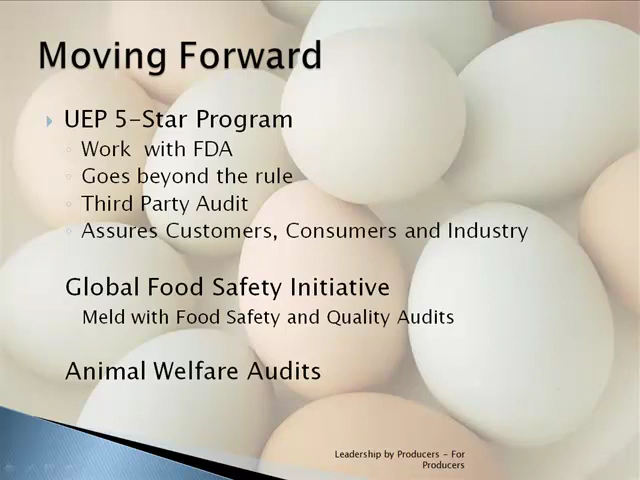 Moving Forward
UEP 5-Star Program
Work with FDA
Goes beyond the rule
Third Party Audit
Assures Customers, Consumers and Industry
Global Food Safety Initiative
Meld with Food Safety and Quality Audits
Animal Welfare Audits
Leadership by Producers - For
Producers